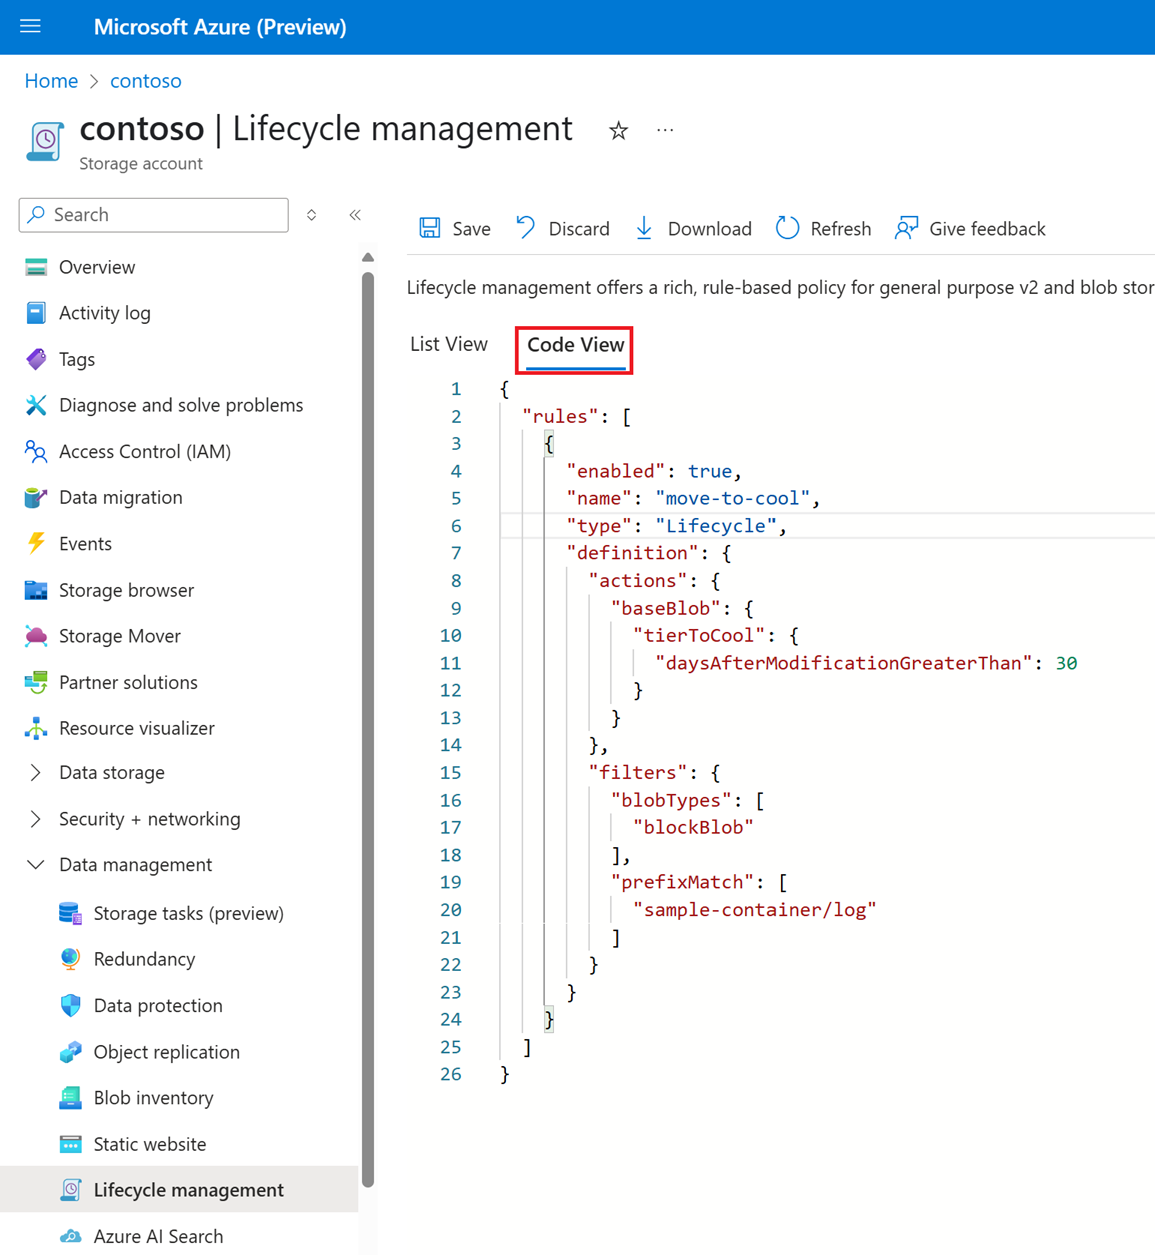 Microsoft Azure (Preview)
Home > contoso
contoso | Lifecycle management ...
Storage account
Search
Overview
Activity log
Tags
Diagnose and solve problems
Access Control (IAM)
Data migration
Events
Storage browser
Storage Mover
Partner solutions
Resource visualizer
Data storage
Security + networking
Data management
Storage tasks (preview)
Redundancy
Data protection
Object replication
Blob inventory
Static website
Lifecycle management
Azure AI Search
Save Discard Download Refresh Give feedback
Lifecycle management offers a rich, rule-based policy for general purpose v2 and blob stor
List View Code View
1 {
2 "rules": [
3 {
4 "enabled": true,
5 "name": "move-to-cool",
6 "type": "Lifecycle",
7 "definition": {
8 "actions": {
9 "baseBlob": {
10 "tierToCool": {
11 "daysAfterModificationGreaterThan": 30
12 }
13 }
14 },
15 "filters": {
16 "blobTypes": [
17 "blockBlob"
18 ],
19 "prefixMatch": [
20 "sample-container/log"
21 ]
22 }
23 }
24 }
25 ]
26 }